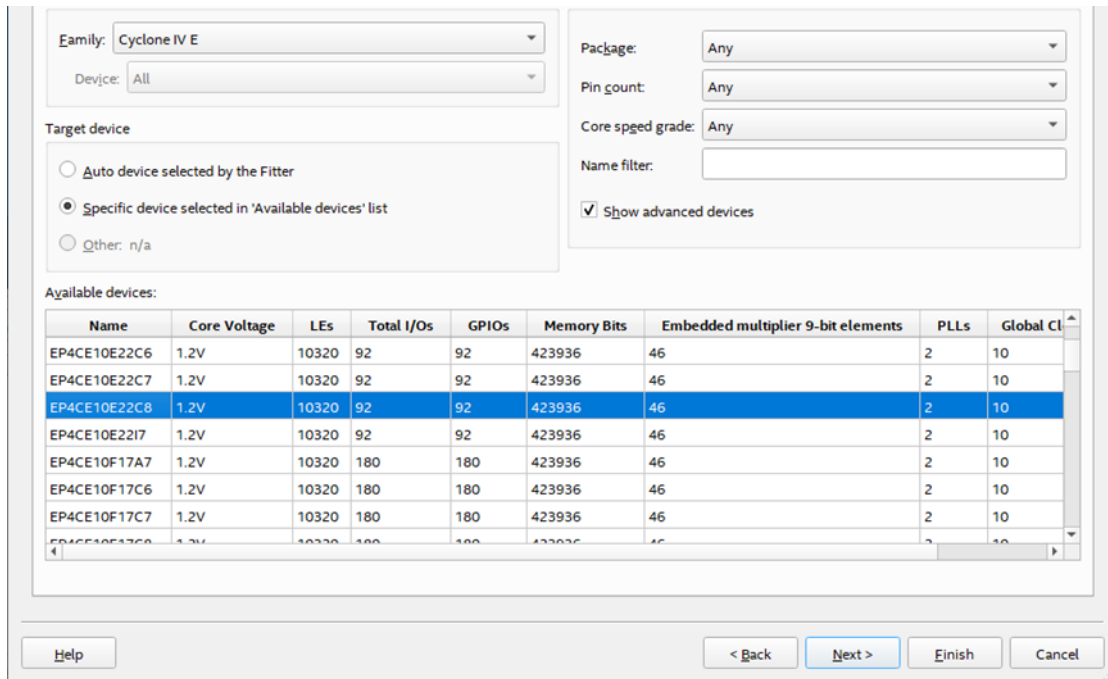 Family: Cyclone IV E
Device: All
Package: Any
Pin count: Any
Core speed grade: Any
Name filter:
Show advanced devices
Target device
Auto device selected by the Fitter
Specific device selected in 'Available devices' list
Other: n/a
Available devices:
Name Core Voltage LEs Total I/Os GPIOs Memory Bits Embedded multiplier 9-bit elements PLLs Global Cl
EP4CE10E22C6 1.2V 10320 92 92 423936 46 2 10
EP4CE10E22C7 1.2V 10320 92 92 423936 46 2 10
EP4CE10E22C8 1.2V 10320 92 92 423936 46 2 10
EP4CE10E22I7 1.2V 10320 92 92 423936 46 2 10
EP4CE10F17A7 1.2V 10320 180 180 423936 46 2 10
EP4CE10F17C6 1.2V 10320 180 180 423936 46 2 10
EP4CE10F17C7 1.2V 10320 180 180 423936 46 2 10
Help < Back Next > Finish Cancel